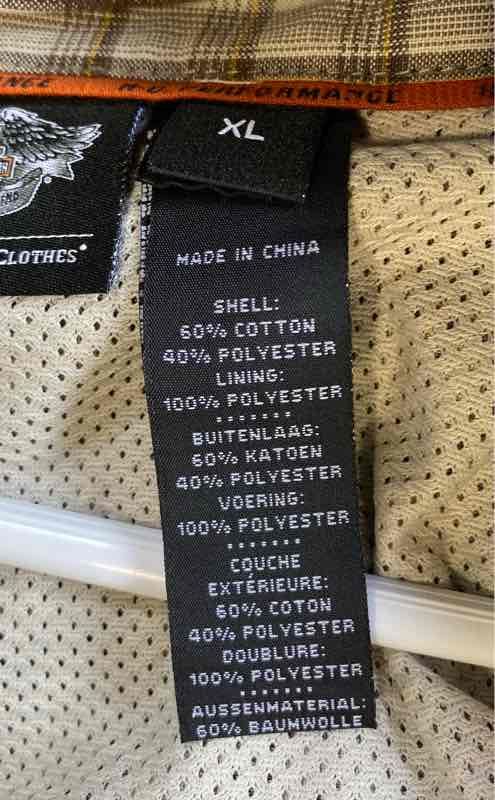 PERFORMANCE
XL
CLOTHES
MADE IN CHINA
SHELL:
60% COTTON
40% POLYESTER
LINING:
100% POLYESTER
BUITENLAAG:
60% KATOEN
40% POLYESTER
VOERING:
100% POLYESTER
COUCHE
EXTÉRIEURE:
60% COTON
40% POLYESTER
DOUBLURE:
100% POLYESTER
AUSSENMATERIAL:
60% BAUMWOLLE